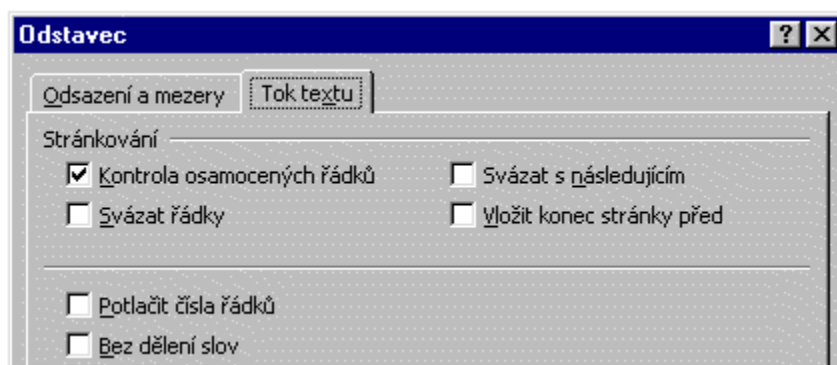 Odstavec
Odsazení a mezery Tok textu
Stránkování
Kontrola osamocených řádků Svázat s následujícím
Svázat řádky Vložit konec stránky před
Potlačit čísla řádků
Bez dělení slov